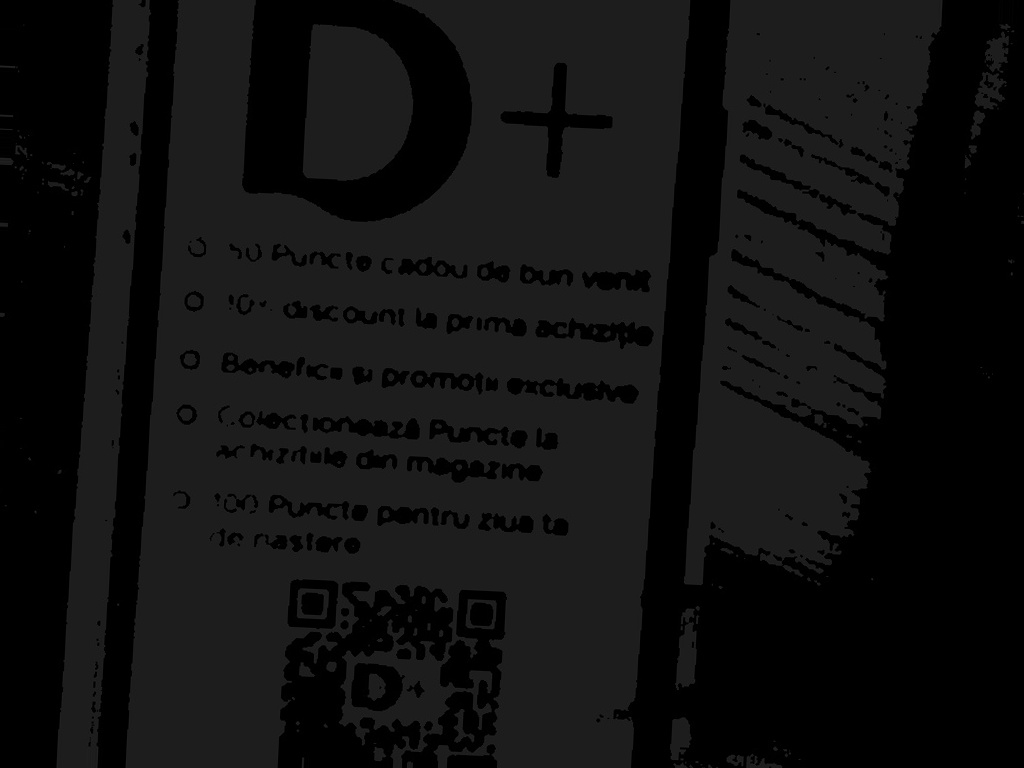 D+
50 Puncte cadou de bun venit
10% discount la prima achiziție
Beneficii și promoții exclusive
Colecționează Puncte la
achizițiile din magazine
100 Puncte pentru ziua ta
de naștere
D+